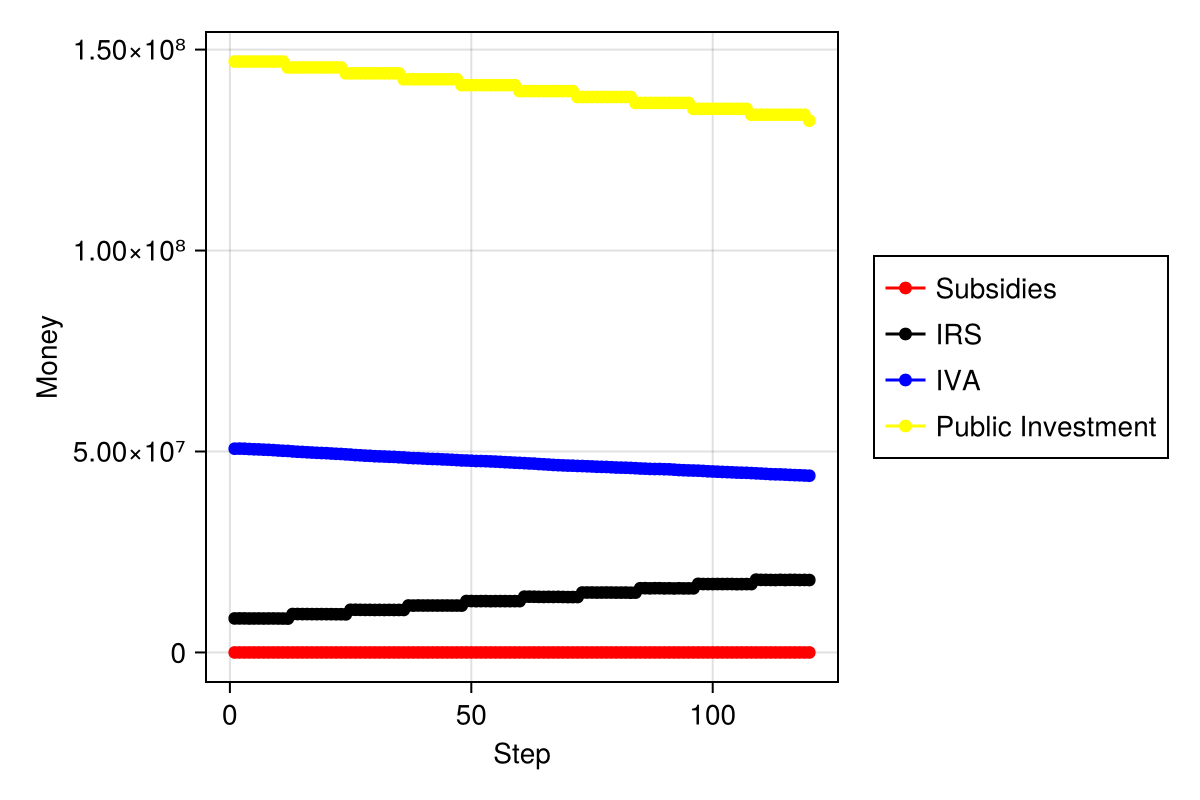 1.50×10⁸
1.00×10⁸
5.00×10⁷
0
Money
0 50 100
Step
Subsidies
IRS
IVA
Public Investment